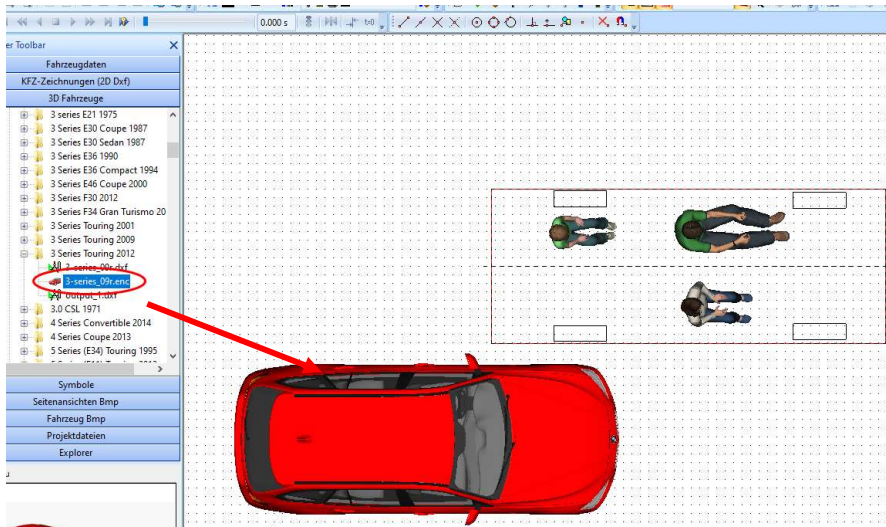 0.000 s
t=0
er Toolbar
Fahrzeugdaten
KFZ-Zeichnungen (2D Dxf)
3D Fahrzeuge
3 series E21 1975
3 Series E30 Coupe 1987
3 Series E30 Sedan 1987
3 Series E36 1990
3 Series E36 Compact 1994
3 Series E46 Coupe 2000
3 Series F30 2012
3 Series F34 Gran Turismo 20
3 Series Touring 2001
3 Series Touring 2009
3 Series Touring 2012
3-series_09r.dxf
3-series_09r.enc
output_1.dxf
3.0 CSL 1971
4 Series Convertible 2014
4 Series Coupe 2013
5 Series (E34) Touring 1995
Symbole
Seitenansichten Bmp
Fahrzeug Bmp
Projektdateien
Explorer